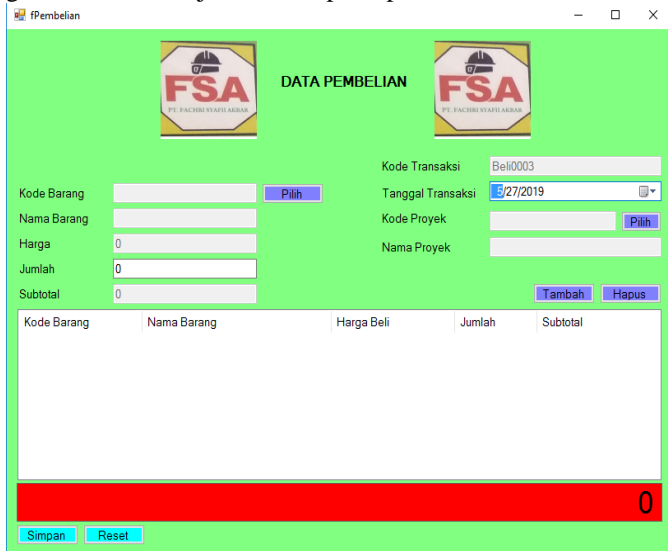 fPembelian
FSA
PT. FACHRI SYAFII AKBAR
DATA PEMBELIAN
FSA
PT. FACHRI SYAFII AKBAR
Kode Transaksi Beli0003
Kode Barang Pilih Tanggal Transaksi 5/27/2019
Nama Barang Kode Proyek Pilih
Harga 0 Nama Proyek
Jumlah 0
Subtotal 0 Tambah Hapus
Kode Barang Nama Barang Harga Beli Jumlah Subtotal
0
Simpan Reset